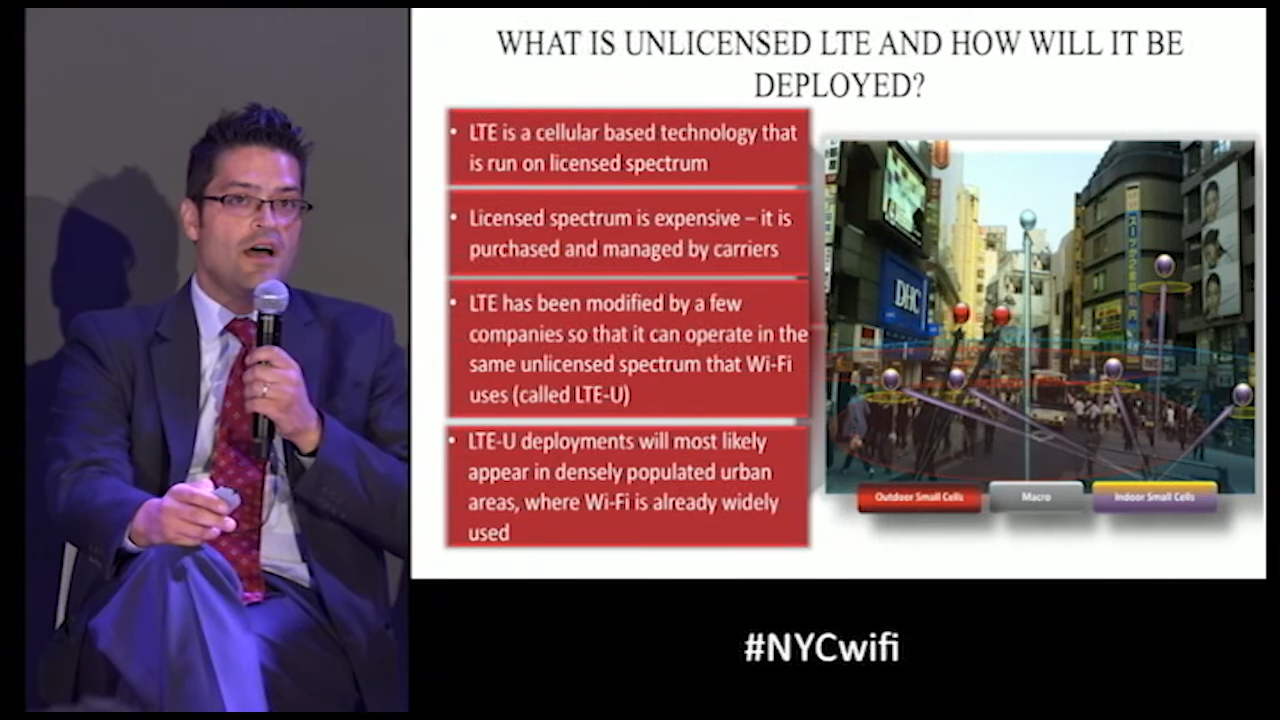 WHAT IS UNLICENSED LTE AND HOW WILL IT BE
DEPLOYED?
• LTE is a cellular based technology that
is run on licensed spectrum
• Licensed spectrum is expensive – it is
purchased and managed by carriers
• LTE has been modified by a few
companies so that it can operate in the
same unlicensed spectrum that Wi-Fi
uses (called LTE-U)
• LTE-U deployments will most likely
appear in densely populated urban
areas, where Wi-Fi is already widely
used
DHC
Outdoor Small Cells
Macro
Indoor Small Cells
#NYCwifi